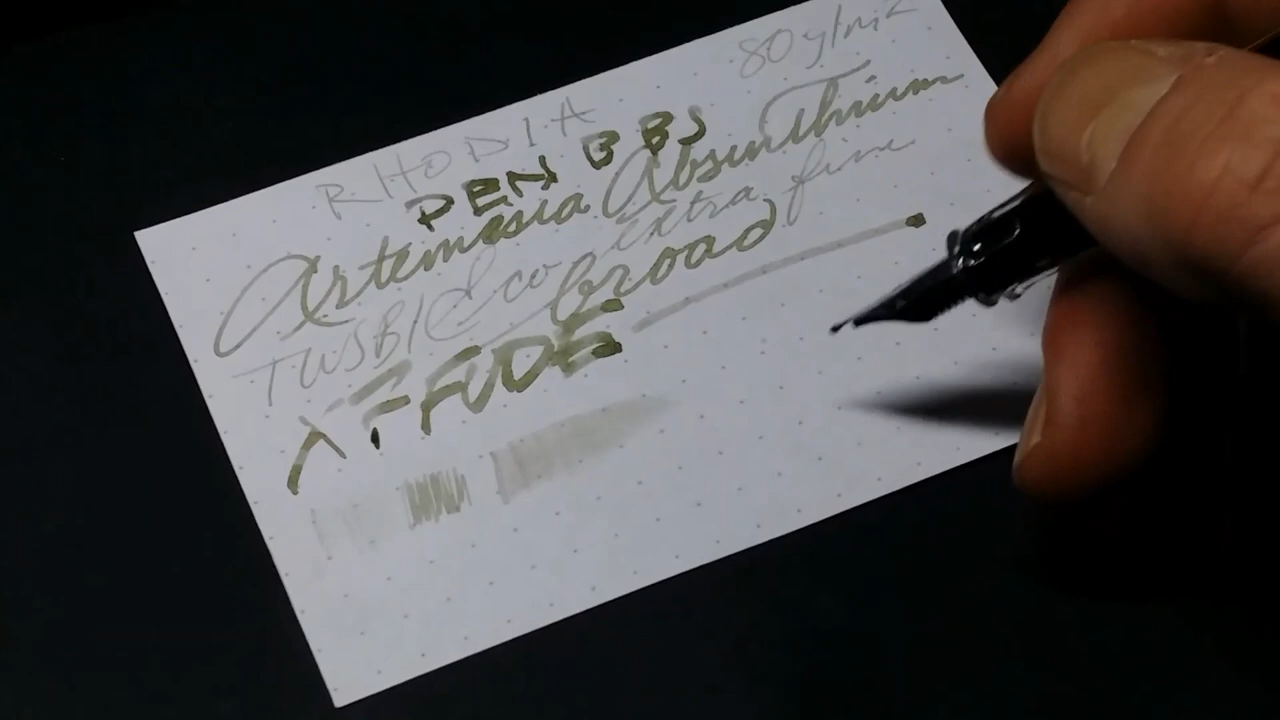 RHODIA 80 g/m2
PEN BBS
Artemesia Absinthium
TWSBI Eco extra fine
broad
FUDE